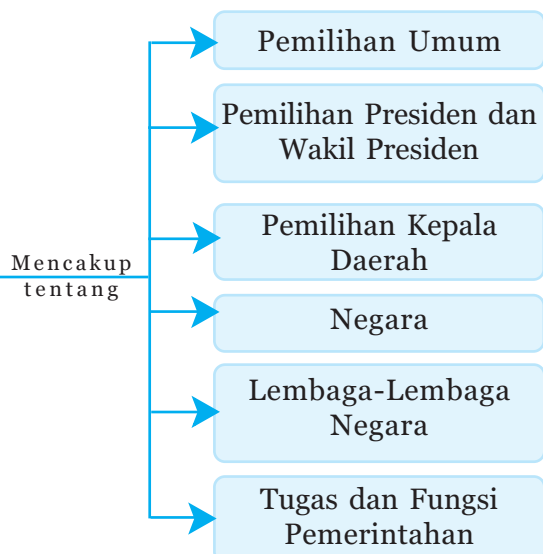 Pemilihan Umum
Pemilihan Presiden dan
Wakil Presiden
Pemilihan Kepala
Daerah
Mencakup
tentang
Negara
Lembaga-Lembaga
Negara
Tugas dan Fungsi
Pemerintahan